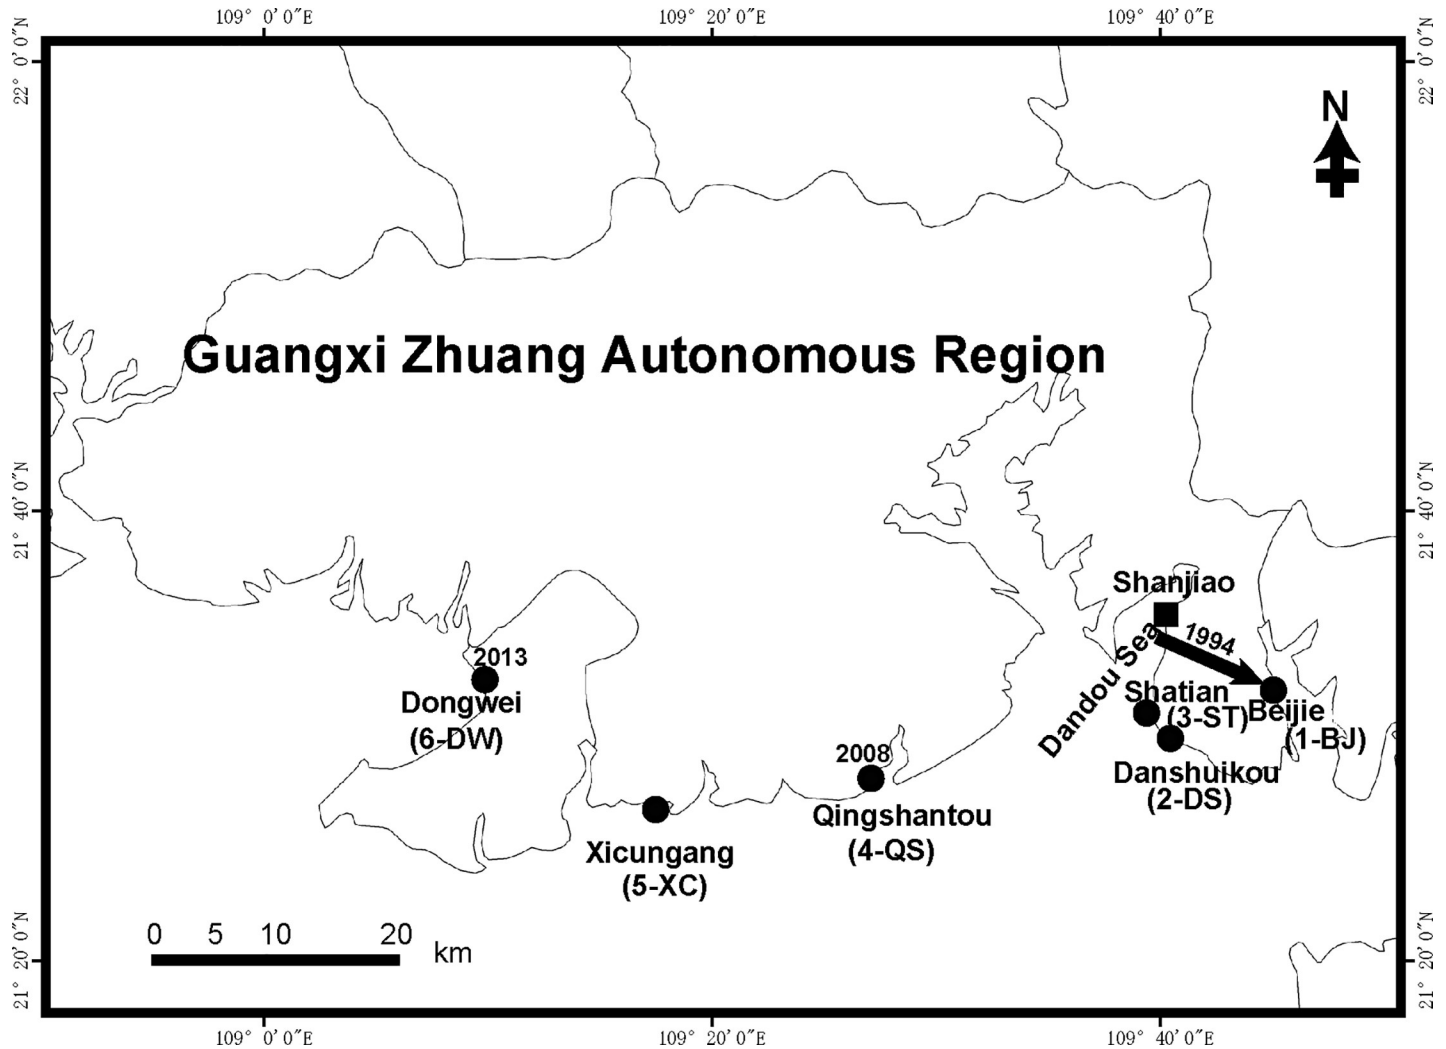 109° 0′0″E 109° 20′0″E 109° 40′0″E
22° 0′0″N 22° 0′0″N
N
Guangxi Zhuang Autonomous Region
21° 40′0″N 21° 40′0″N
Shanjiao
1994
Dandou Sea
2013
Dongwei
(6-DW)
Shatian
(3-ST)
Beijie
(1-BJ)
2008
Qingshantou
(4-QS)
Danshuikou
(2-DS)
Xicungang
(5-XC)
0 5 10 20
km
21° 20′0″N 21° 20′0″N
109° 0′0″E 109° 20′0″E 109° 40′0″E